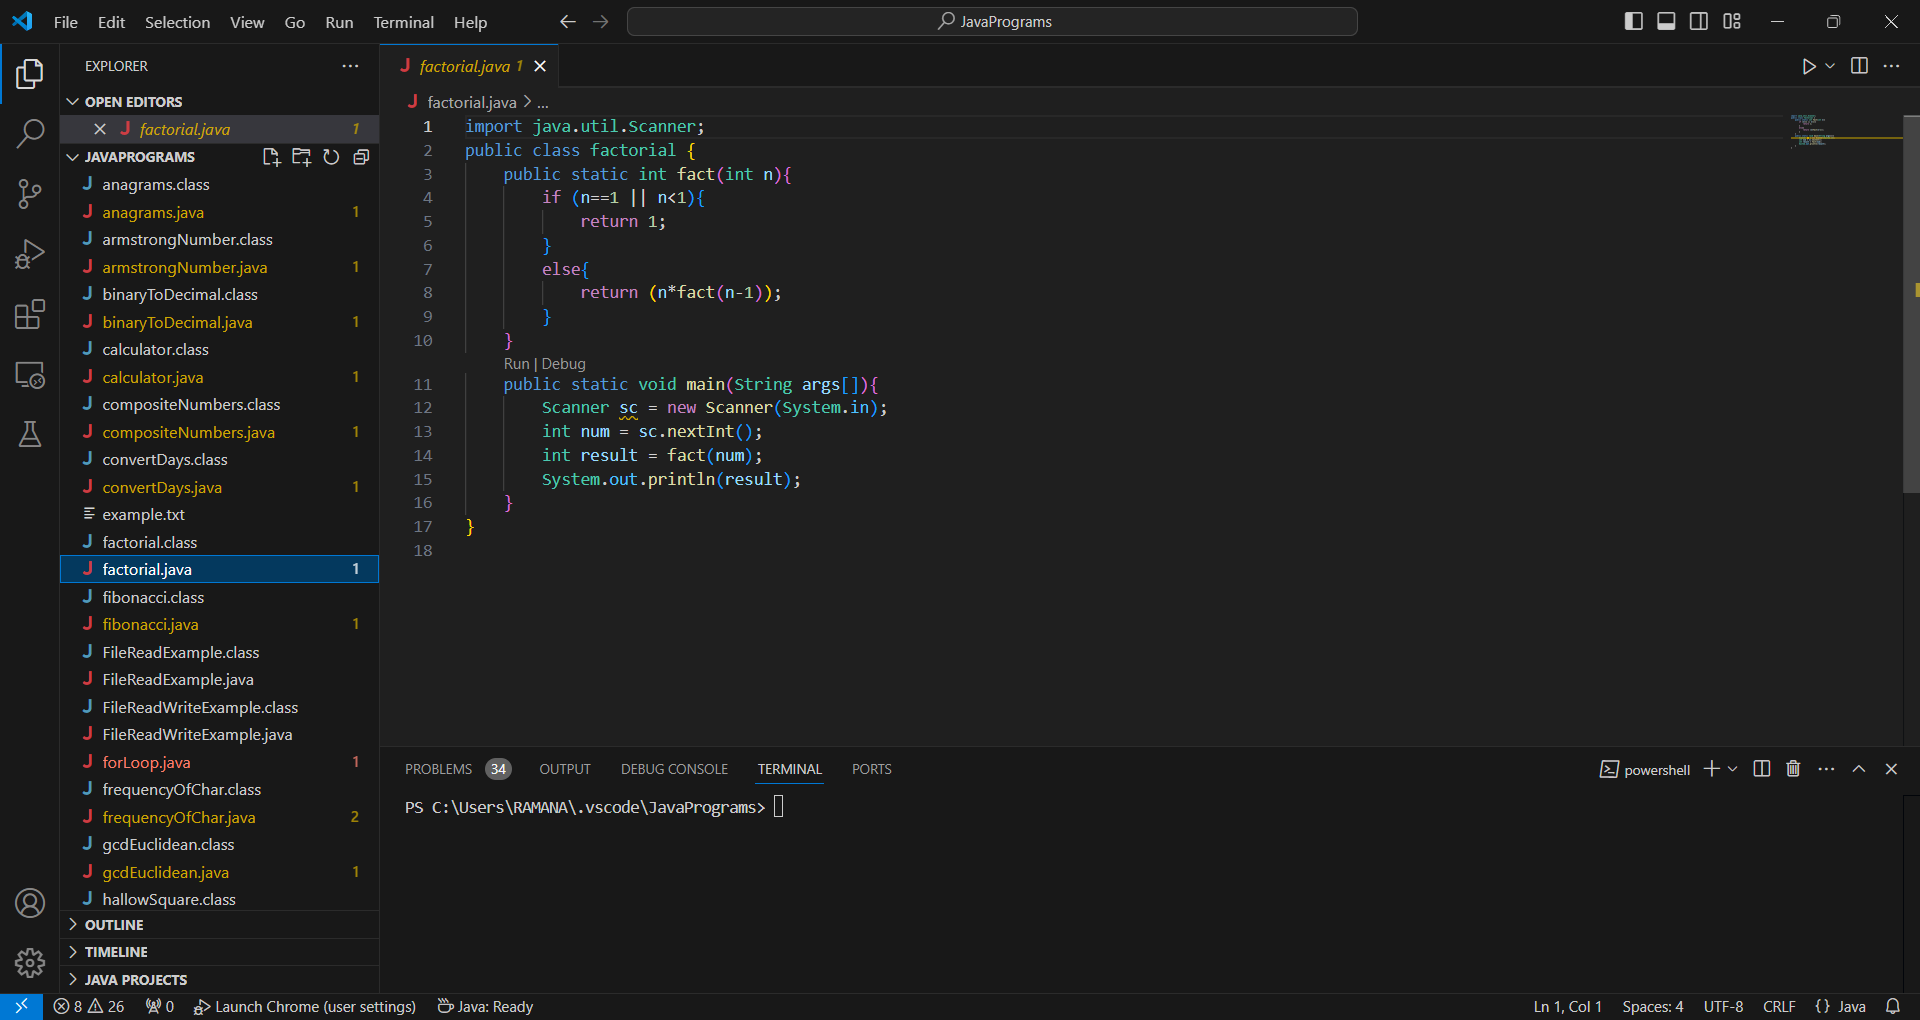 File Edit Selection View Go Run Terminal Help
JavaPrograms
EXPLORER
OPEN EDITORS
factorial.java 1
JAVAPROGRAMS
anagrams.class
anagrams.java 1
armstrongNumber.class
armstrongNumber.java 1
binaryToDecimal.class
binaryToDecimal.java 1
calculator.class
calculator.java 1
compositeNumbers.class
compositeNumbers.java 1
convertDays.class
convertDays.java 1
example.txt
factorial.class
factorial.java 1
fibonacci.class
fibonacci.java 1
FileReadExample.class
FileReadExample.java
FileReadWriteExample.class
FileReadWriteExample.java
forLoop.java 1
frequencyOfChar.class
frequencyOfChar.java 2
gcdEuclidean.class
gcdEuclidean.java 1
hallowSquare.class
OUTLINE
TIMELINE
JAVA PROJECTS
factorial.java 1
factorial.java > ...
1 import java.util.Scanner;
2 public class factorial {
3     public static int fact(int n){
4         if (n==1 || n<1){
5             return 1;
6         }
7         else{
8             return (n*fact(n-1));
9         }
10     }
Run | Debug
11     public static void main(String args[]){
12         Scanner sc = new Scanner(System.in);
13         int num = sc.nextInt();
14         int result = fact(num);
15         System.out.println(result);
16     }
17 }
18
PROBLEMS 34 OUTPUT DEBUG CONSOLE TERMINAL PORTS
powershell
PS C:\Users\RAMANA\.vscode\JavaPrograms>
8 26 0 Launch Chrome (user settings) Java: Ready
Ln 1, Col 1 Spaces: 4 UTF-8 CRLF {} Java